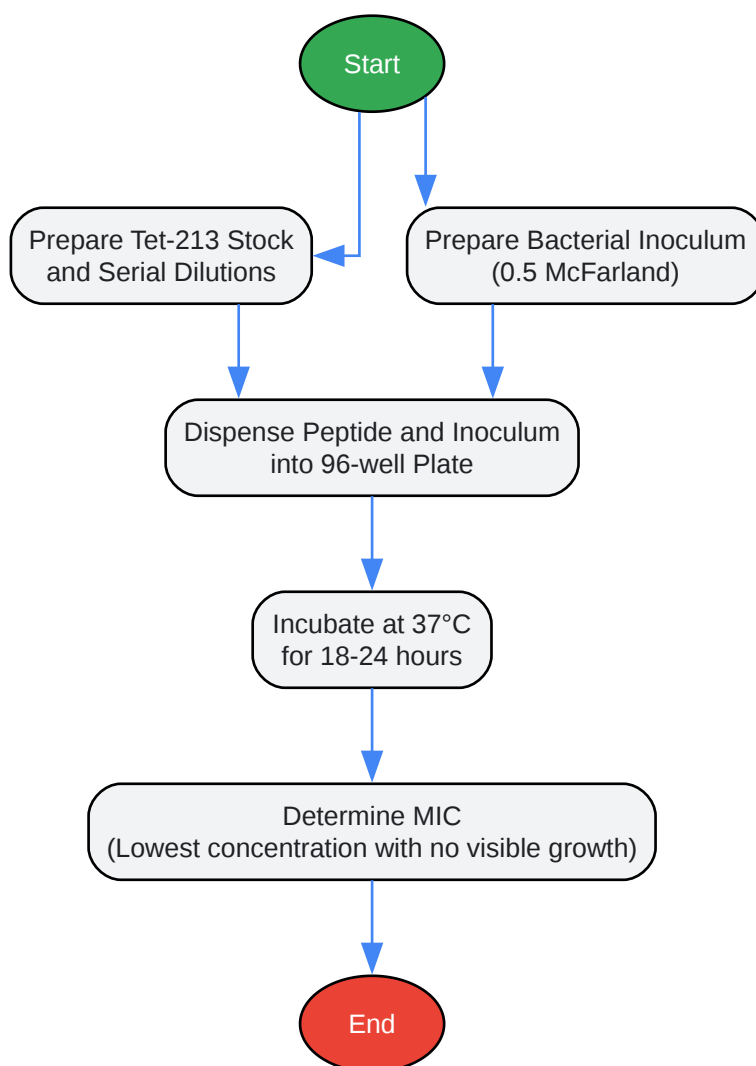 Start
Prepare Tet-213 Stock
and Serial Dilutions
Prepare Bacterial Inoculum
(0.5 McFarland)
Dispense Peptide and Inoculum
into 96-well Plate
Incubate at 37°C
for 18-24 hours
Determine MIC
(Lowest concentration with no visible growth)
End